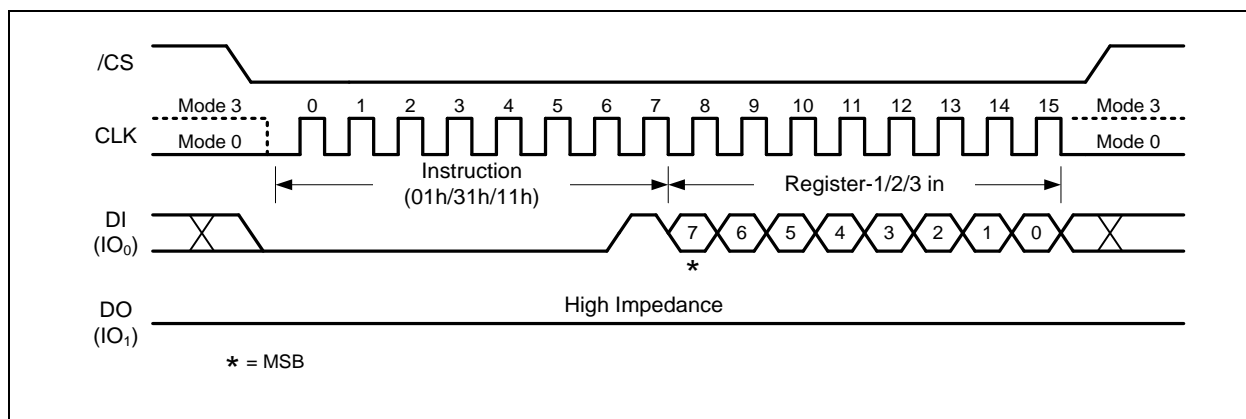 /CS
Mode 3 0 1 2 3 4 5 6 7 8 9 10 11 12 13 14 15 Mode 3
CLK
Mode 0 Mode 0
Instruction
(01h/31h/11h)
Register-1/2/3 in
DI
(IO₀)
7 6 5 4 3 2 1 0
*
High Impedance
DO
(IO₁)
* = MSB